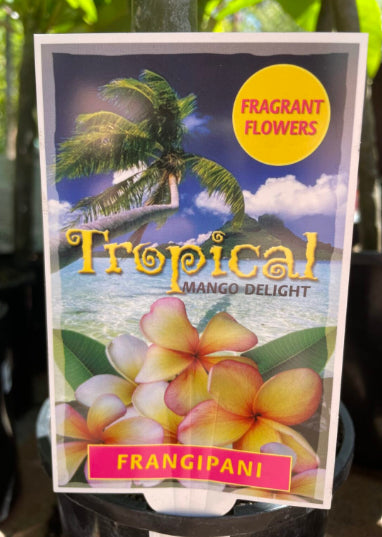 FRAGRANT
FLOWERS
Tropical
MANGO DELIGHT
FRANGIPANI